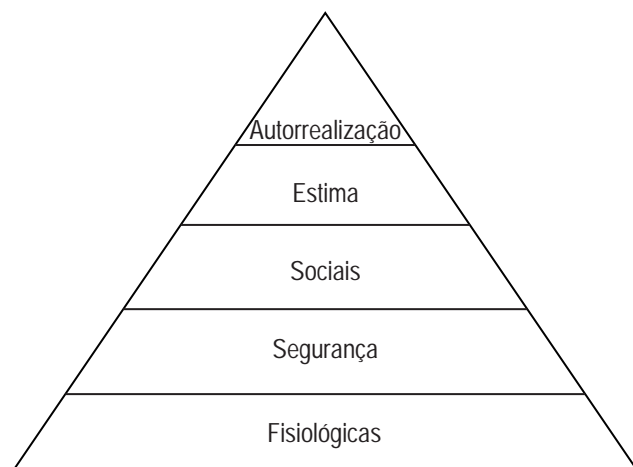 Autorrealização
Estima
Sociais
Segurança
Fisiológicas